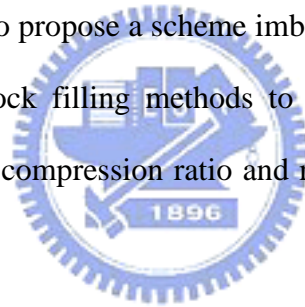 o propose a scheme imb
ock filling methods to
compression ratio and r
1896